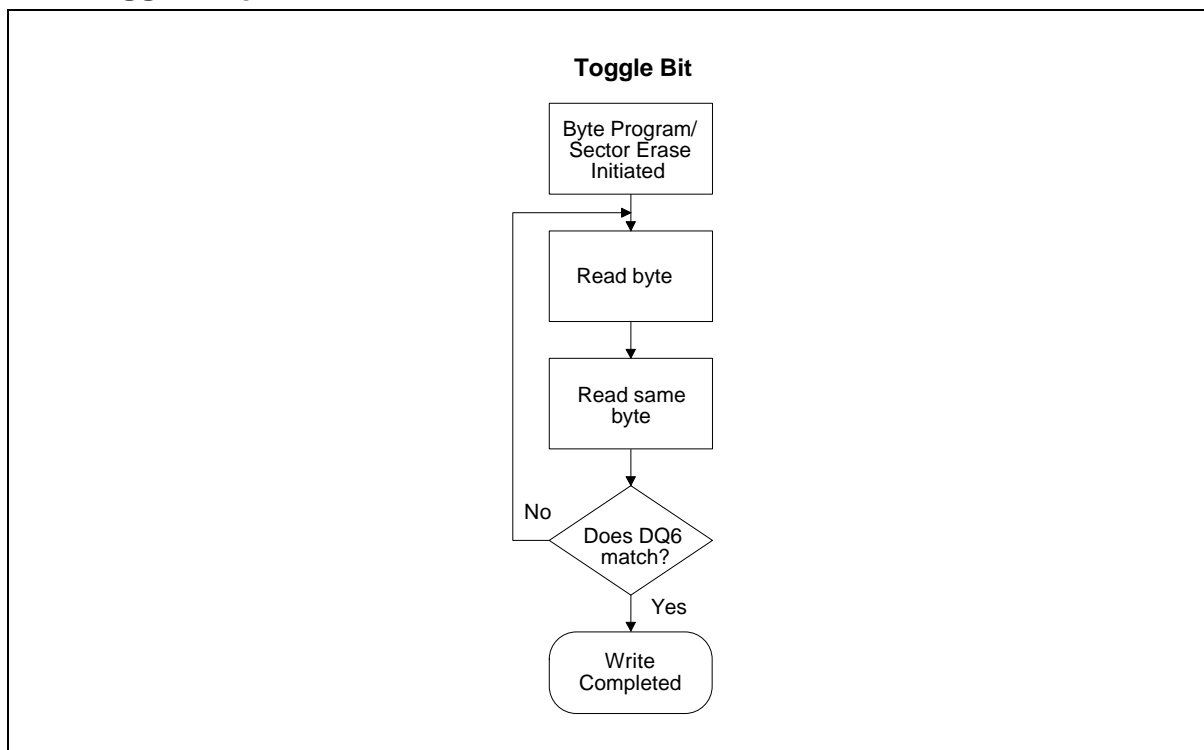 Toggle Bit
Byte Program/
Sector Erase
Initiated
Read byte
Read same
byte
No
Does DQ6
match?
Yes
Write
Completed